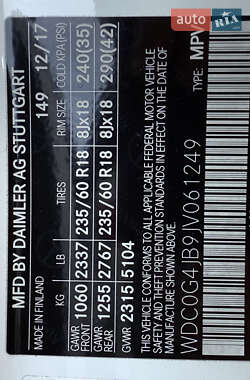 AUTO.RIA
MFD BY DAIMLER AG STUTTGART
MADE IN FINLAND 149 12/17
KG LB TIRES RIM SIZE COLD KPA(PSI)
GAWR FRONT 1060 2337 235/60 R18 8Jx18 240(35)
GAWR REAR 1255 2767 235/60 R18 8Jx18 290(42)
GVWR 2315 5104
THIS VEHICLE CONFORMS TO ALL APPLICABLE FEDERAL MOTOR VEHICLE
SAFETY AND THEFT PREVENTION STANDARDS IN EFFECT ON THE DATE OF
MANUFACTURE SHOWN ABOVE.
WDC0G4JB9JV061249 TYPE: MPV